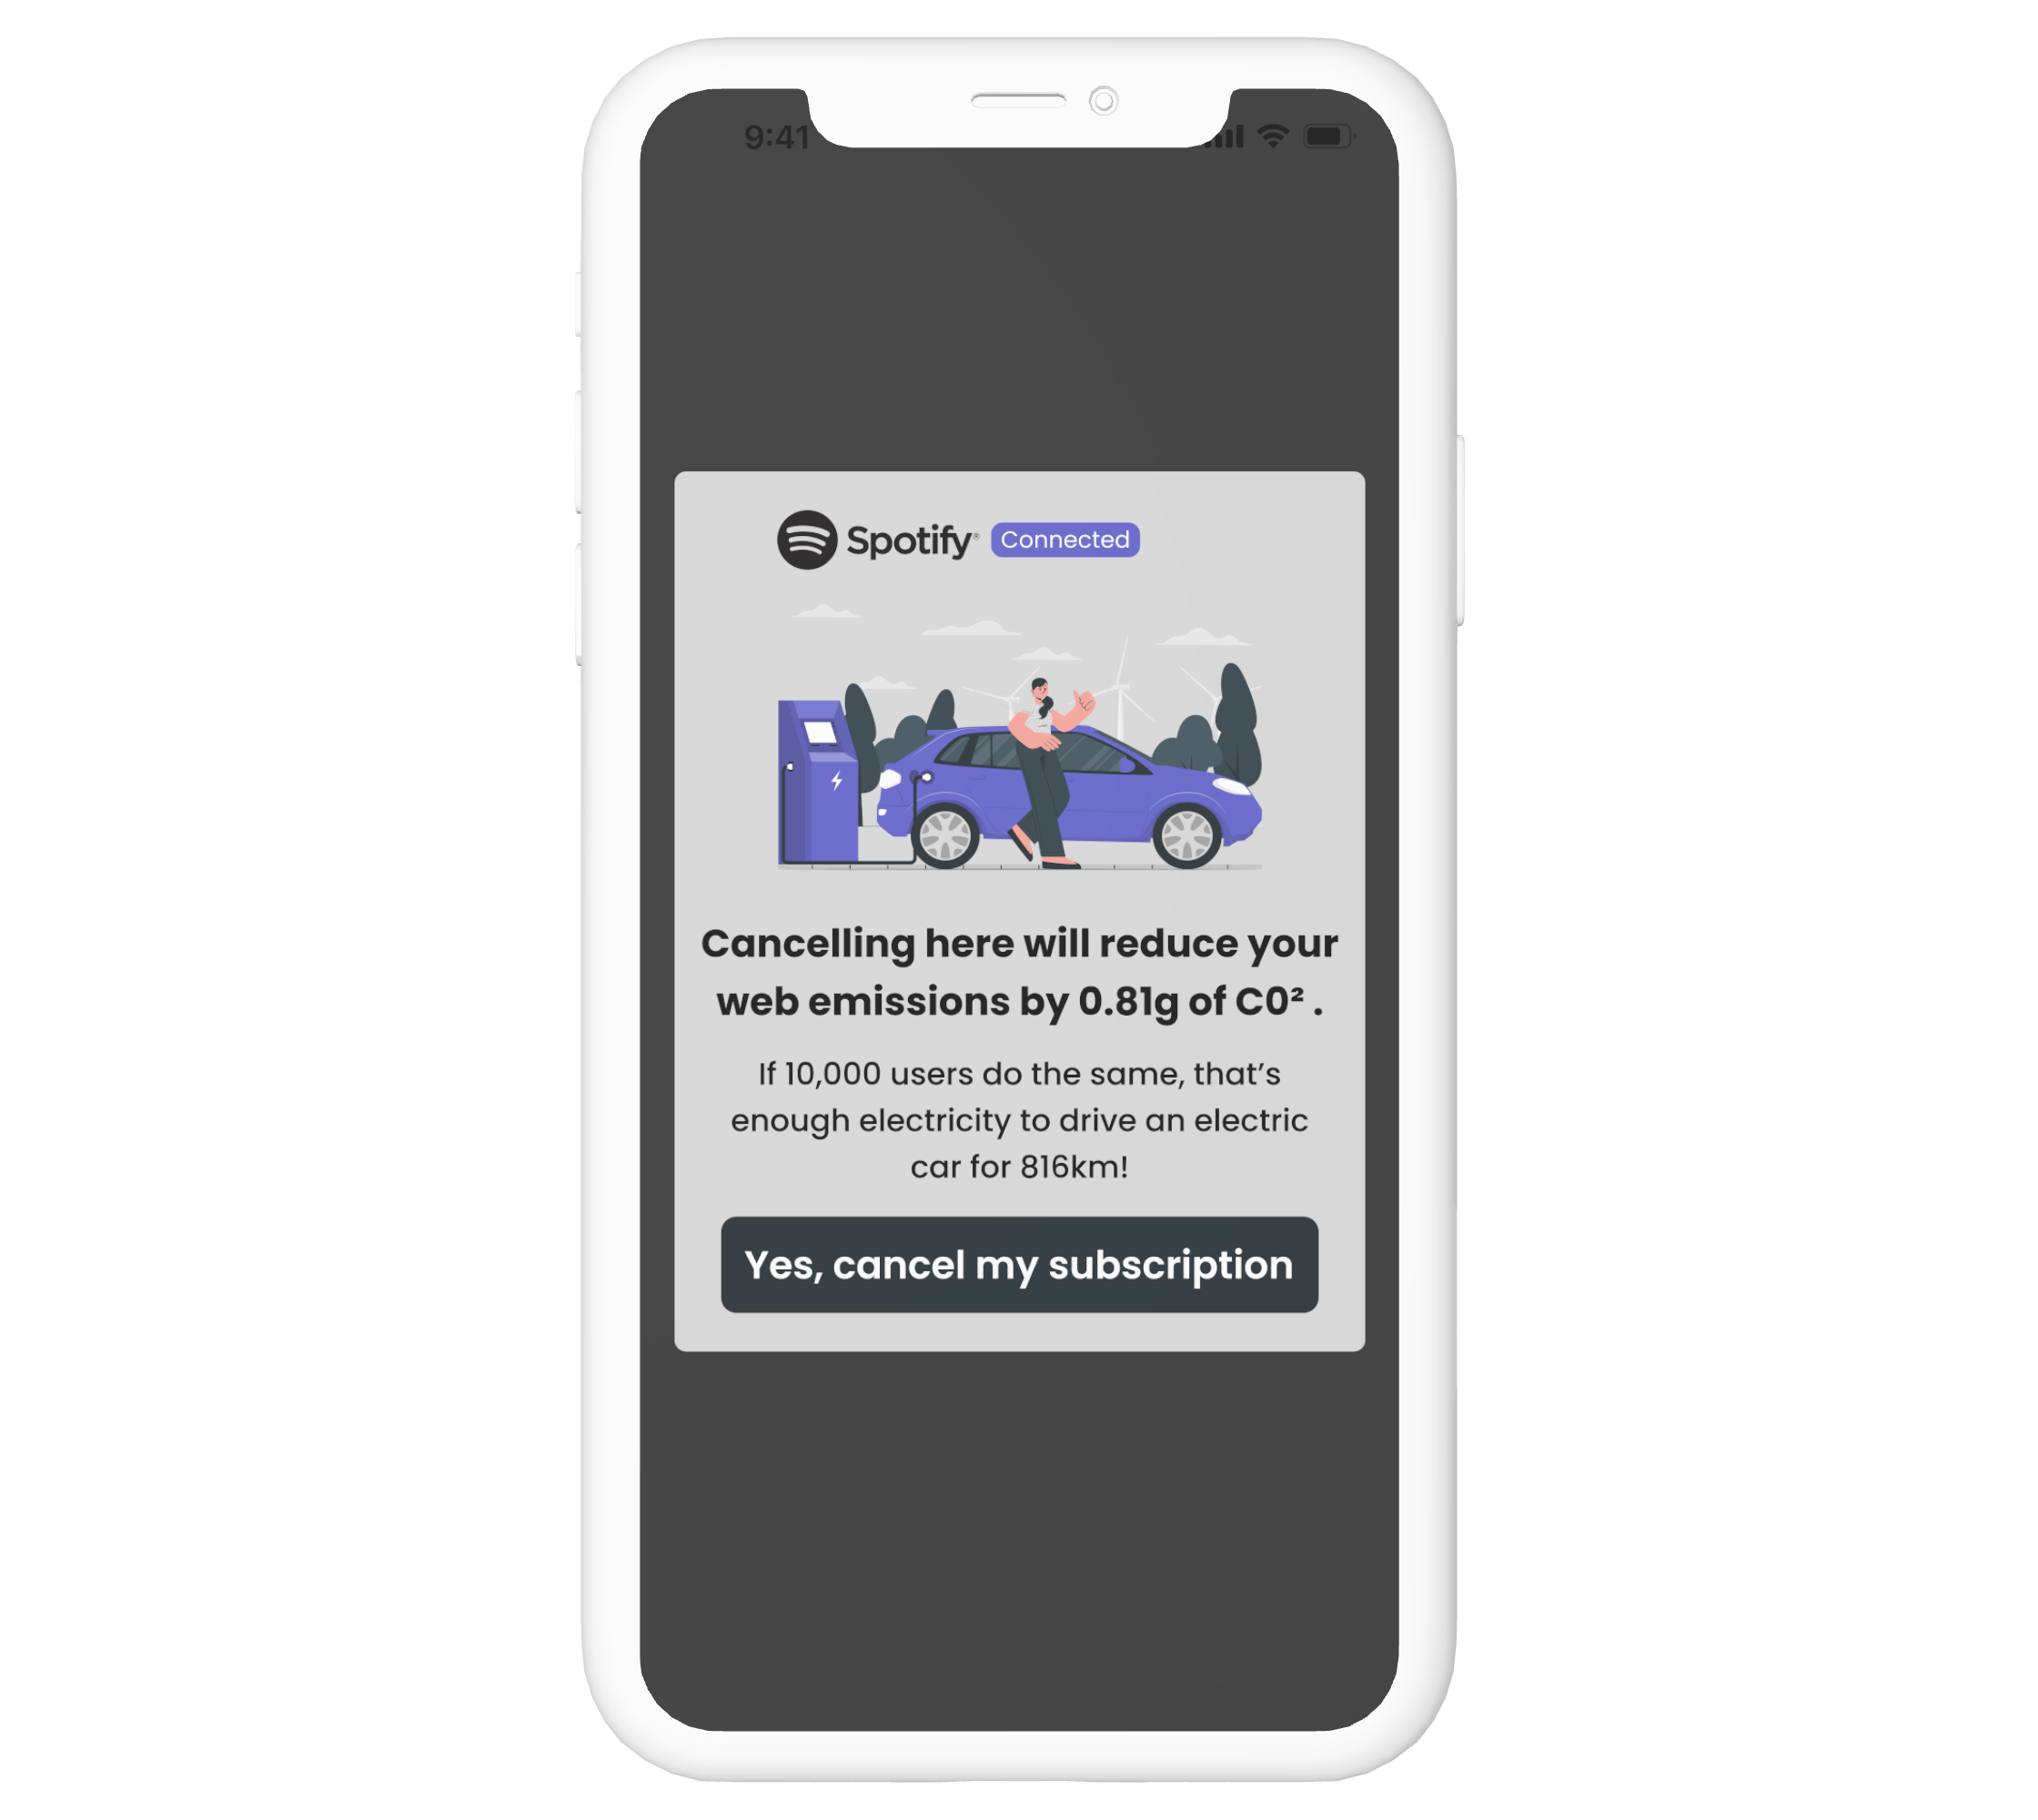 9:41
Spotify® Connected
Cancelling here will reduce your
web emissions by 0.81g of C0² .
If 10,000 users do the same, that’s
enough electricity to drive an electric
car for 816km!
Yes, cancel my subscription